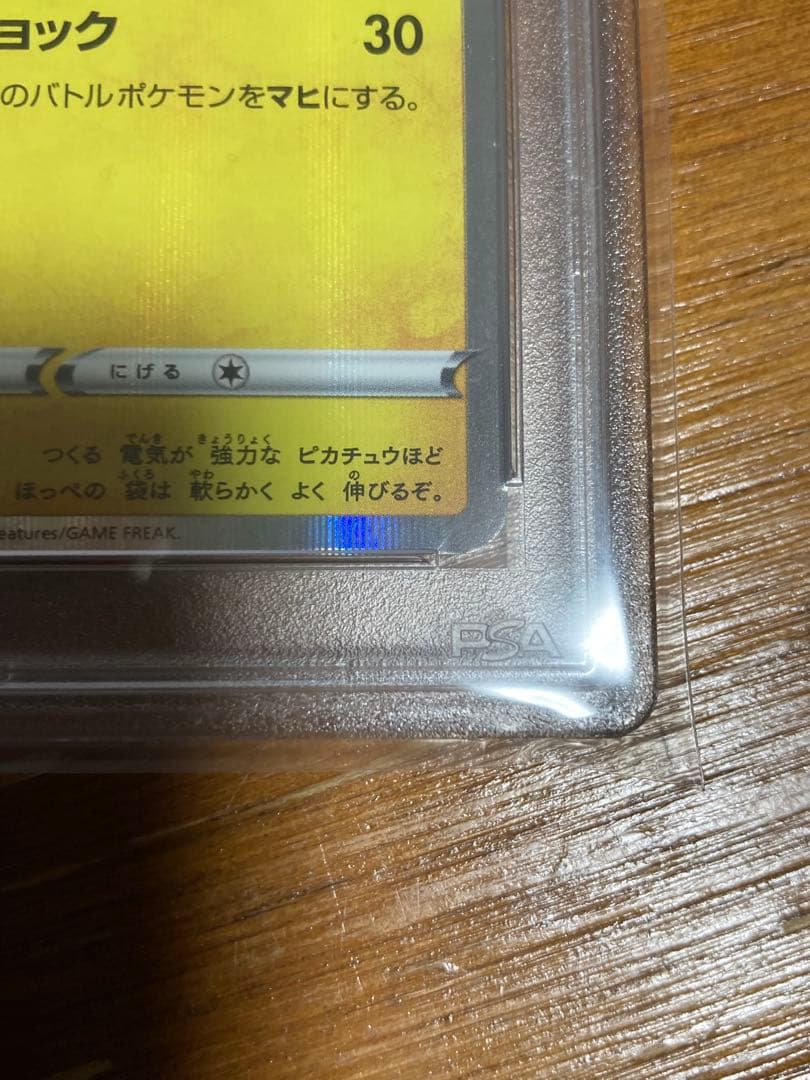 ョック 30
のバトルポケモンをマヒにする。
にげる
つくる 電気が 強力な ピカチュウほど
ほっぺの 袋は 軟らかく よく 伸びるぞ。
eatures/GAME FREAK.
PSA